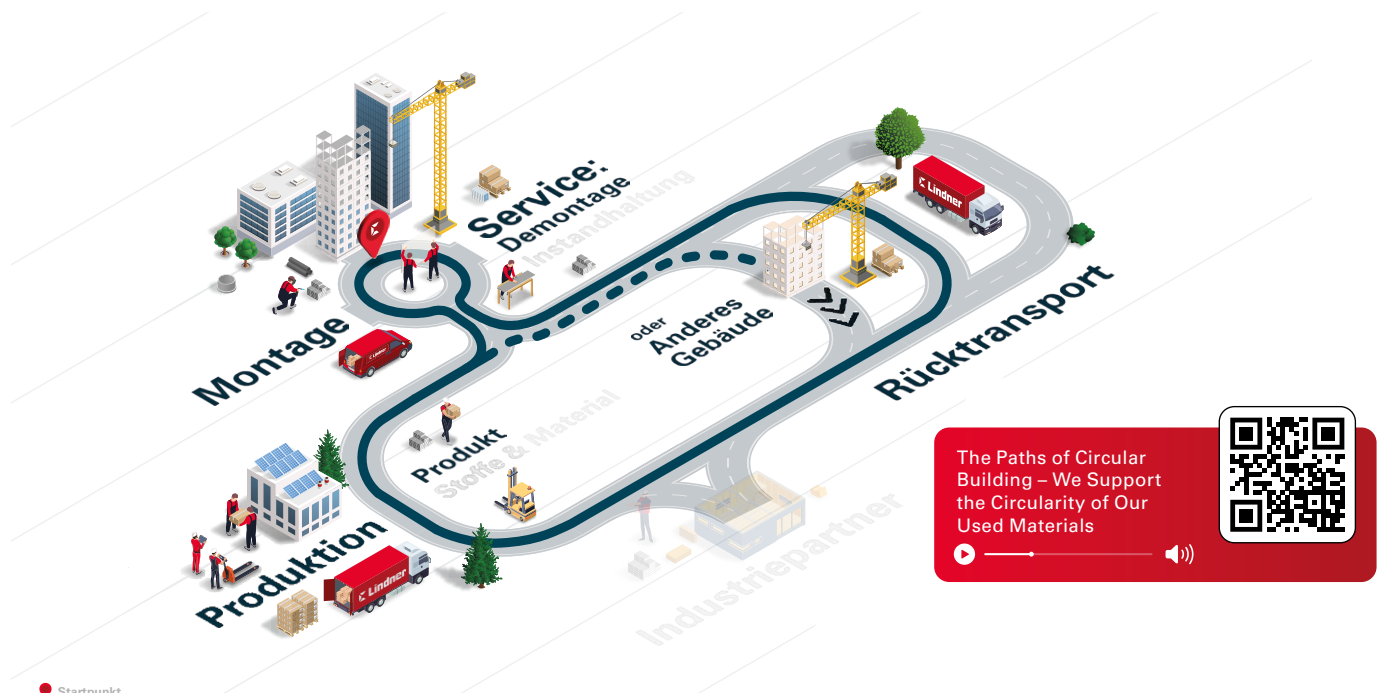 Service:
Demontage
Instandhaltung
Lindner
oder
Anderes
Gebäude
Rücktransport
Montage
Lindner
Produkt
Stoffe & Material
The Paths of Circular
Building – We Support
the Circularity of Our
Used Materials
Produktion
Lindner
Industriepartner
Startpunkt